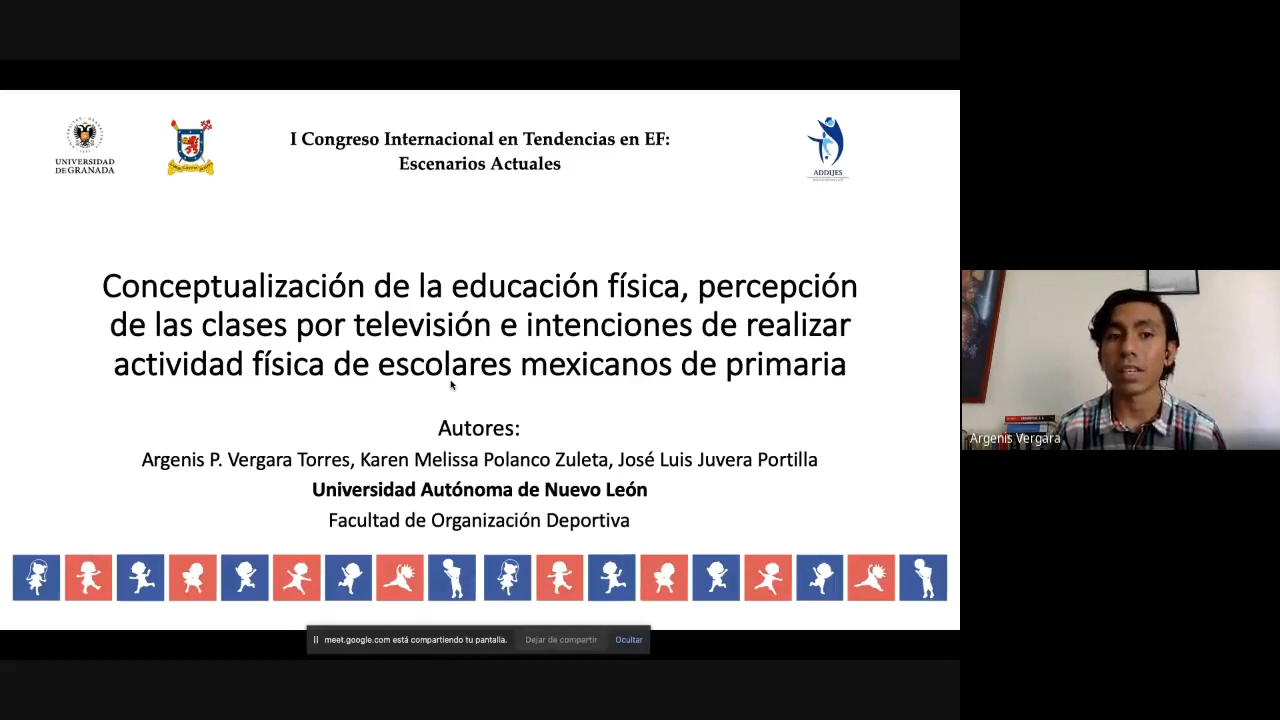 UNIVERSIDAD
DE GRANADA
I Congreso Internacional en Tendencias en EF:
Escenarios Actuales
ADDIJES
Conceptualización de la educación física, percepción
de las clases por televisión e intenciones de realizar
actividad física de escolares mexicanos de primaria
Autores:
Argenis P. Vergara Torres, Karen Melissa Polanco Zuleta, José Luis Juvera Portilla
Universidad Autónoma de Nuevo León
Facultad de Organización Deportiva
Argenis Vergara
meet.google.com está compartiendo tu pantalla.
Dejar de compartir
Ocultar